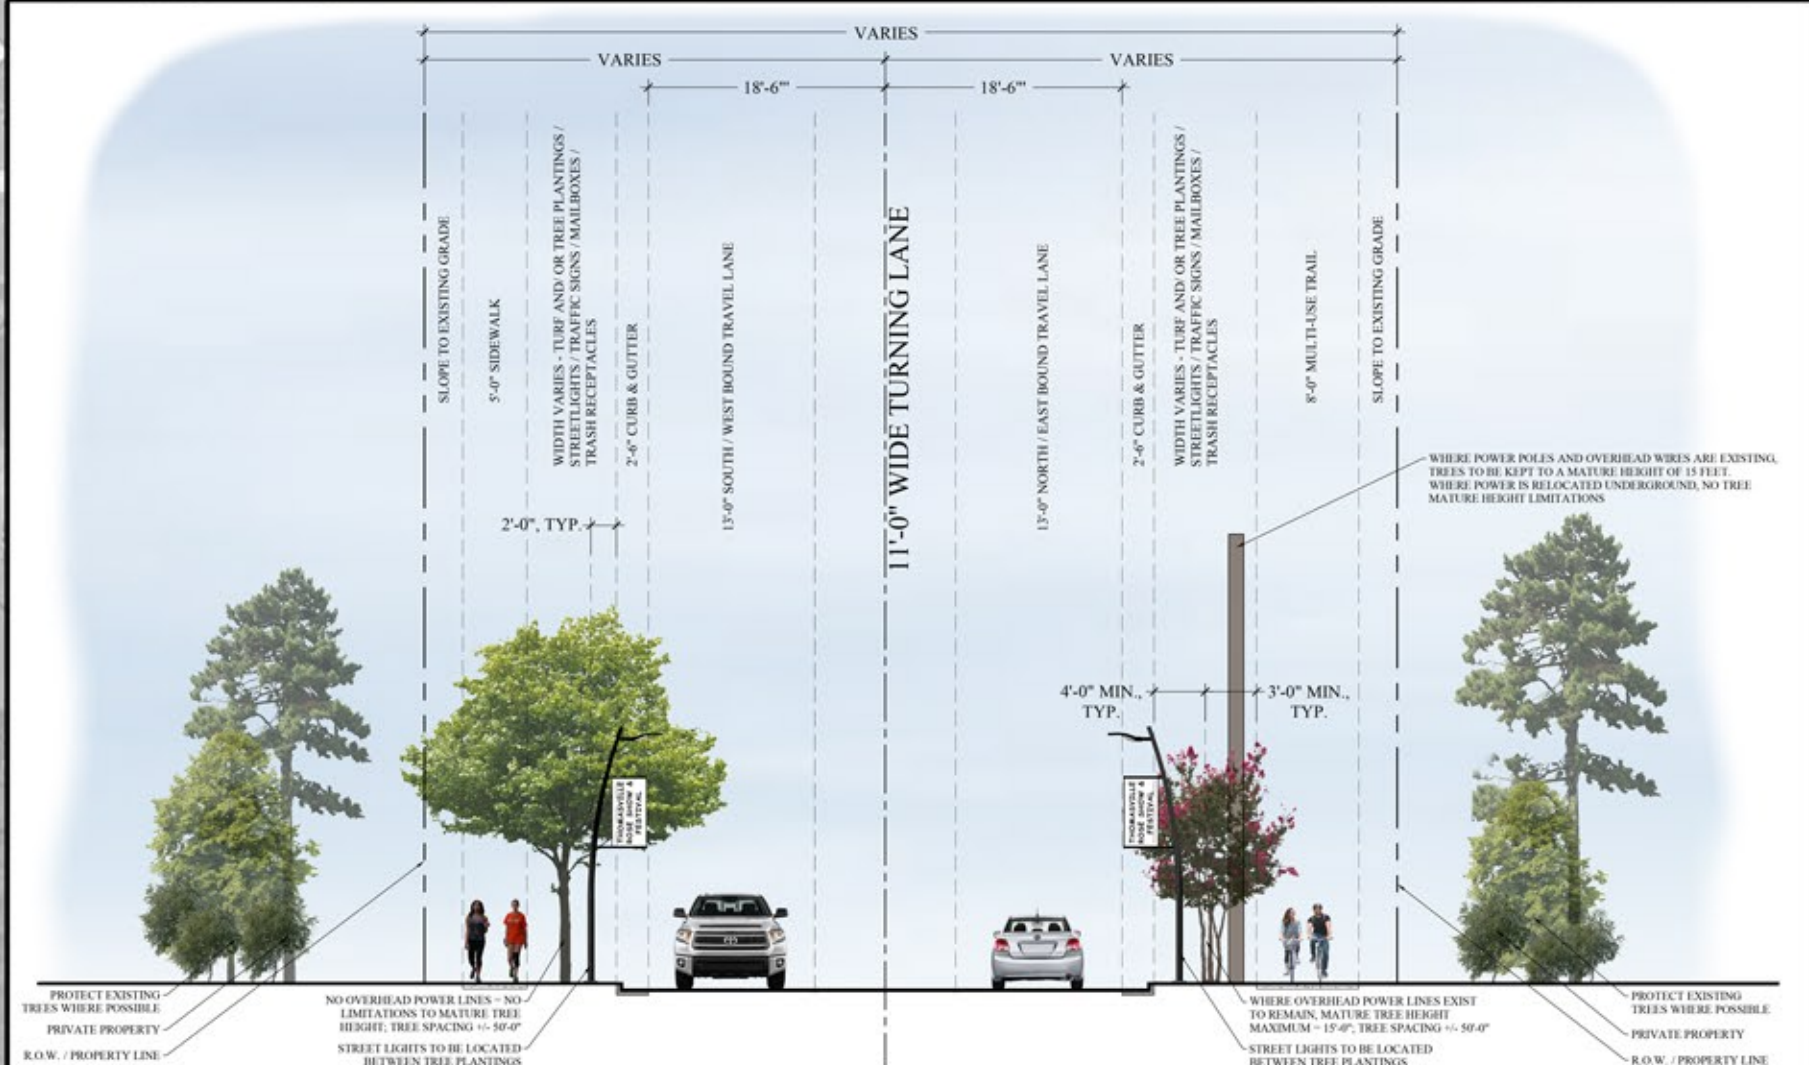 VARIES
VARIES
VARIES
18'-6"'
18'-6"'
SLOPE TO EXISTING GRADE
5'-0" SIDEWALK
WIDTH VARIES - TURF AND/ OR TREE PLANTINGS /
STREETLIGHTS / TRAFFIC SIGNS / MAILBOXES /
TRASH RECEPTACLES
2'-6" CURB & GUTTER
13'-0" SOUTH / WEST BOUND TRAVEL LANE
11'-0" WIDE TURNING LANE
13'-0" NORTH / EAST BOUND TRAVEL LANE
2'-6" CURB & GUTTER
WIDTH VARIES - TURF AND/ OR TREE PLANTINGS /
STREETLIGHTS / TRAFFIC SIGNS / MAILBOXES /
TRASH RECEPTACLES
8'-0" MULTI-USE TRAIL
SLOPE TO EXISTING GRADE
WHERE POWER POLES AND OVERHEAD WIRES ARE EXISTING,
TREES TO BE KEPT TO A MATURE HEIGHT OF 15 FEET.
WHERE POWER IS RELOCATED UNDERGROUND, NO TREE
MATURE HEIGHT LIMITATIONS
2'-0", TYP.
4'-0" MIN.,
TYP.
3'-0" MIN.,
TYP.
THOMASVILLE
ROSE SHOW &
FESTIVAL
THOMASVILLE
ROSE SHOW &
FESTIVAL
PROTECT EXISTING
TREES WHERE POSSIBLE
PRIVATE PROPERTY
R.O.W. / PROPERTY LINE
NO OVERHEAD POWER LINES = NO
LIMITATIONS TO MATURE TREE
HEIGHT; TREE SPACING +/- 50'-0"
STREET LIGHTS TO BE LOCATED
BETWEEN TREE PLANTINGS
WHERE OVERHEAD POWER LINES EXIST
TO REMAIN, MATURE TREE HEIGHT
MAXIMUM = 15'-0"; TREE SPACING +/- 50'-0"
STREET LIGHTS TO BE LOCATED
BETWEEN TREE PLANTINGS
PROTECT EXISTING
TREES WHERE POSSIBLE
PRIVATE PROPERTY
R.O.W. / PROPERTY LINE